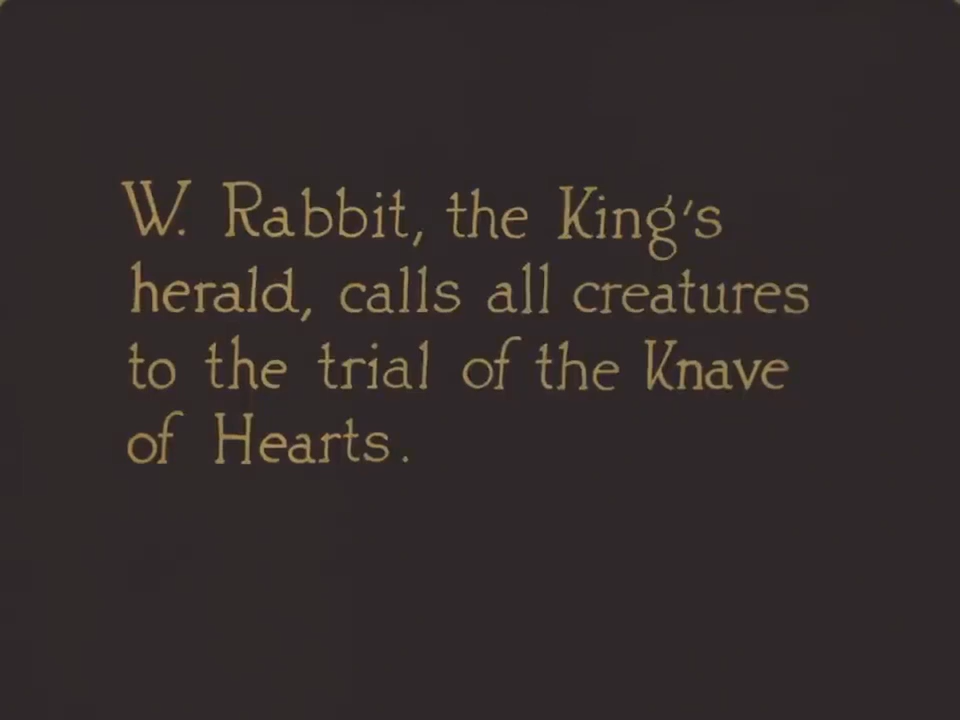 W. Rabbit, the King's
herald, calls all creatures
to the trial of the Knave
of Hearts.